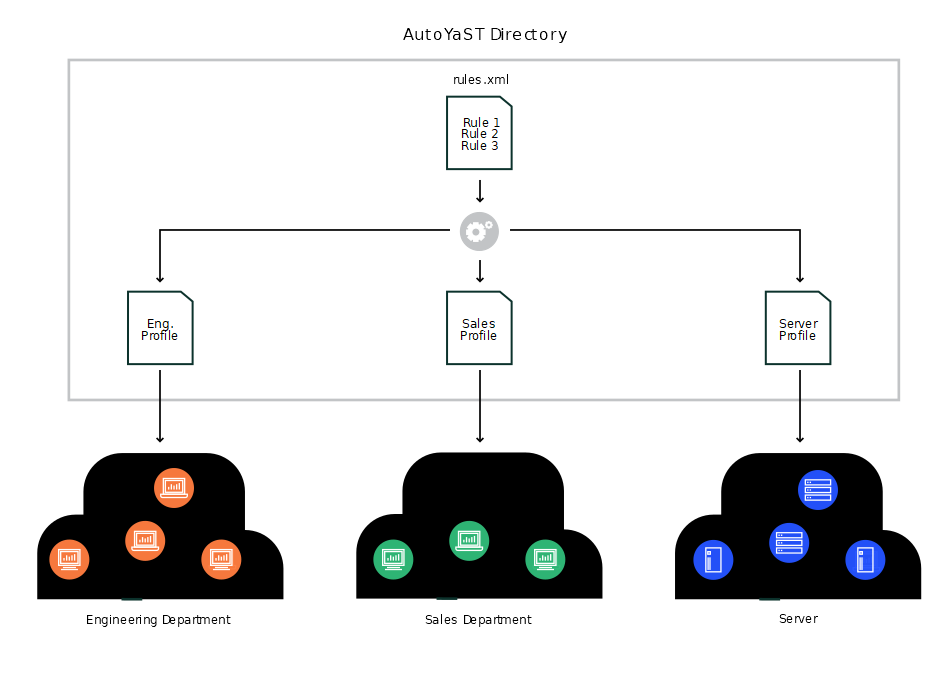 AutoYaST Directory
rules.xml
Rule 1
Rule 2
Rule 3
Eng.
Profile
Sales
Profile
Server
Profile
Engineering Department
Sales Department
Server